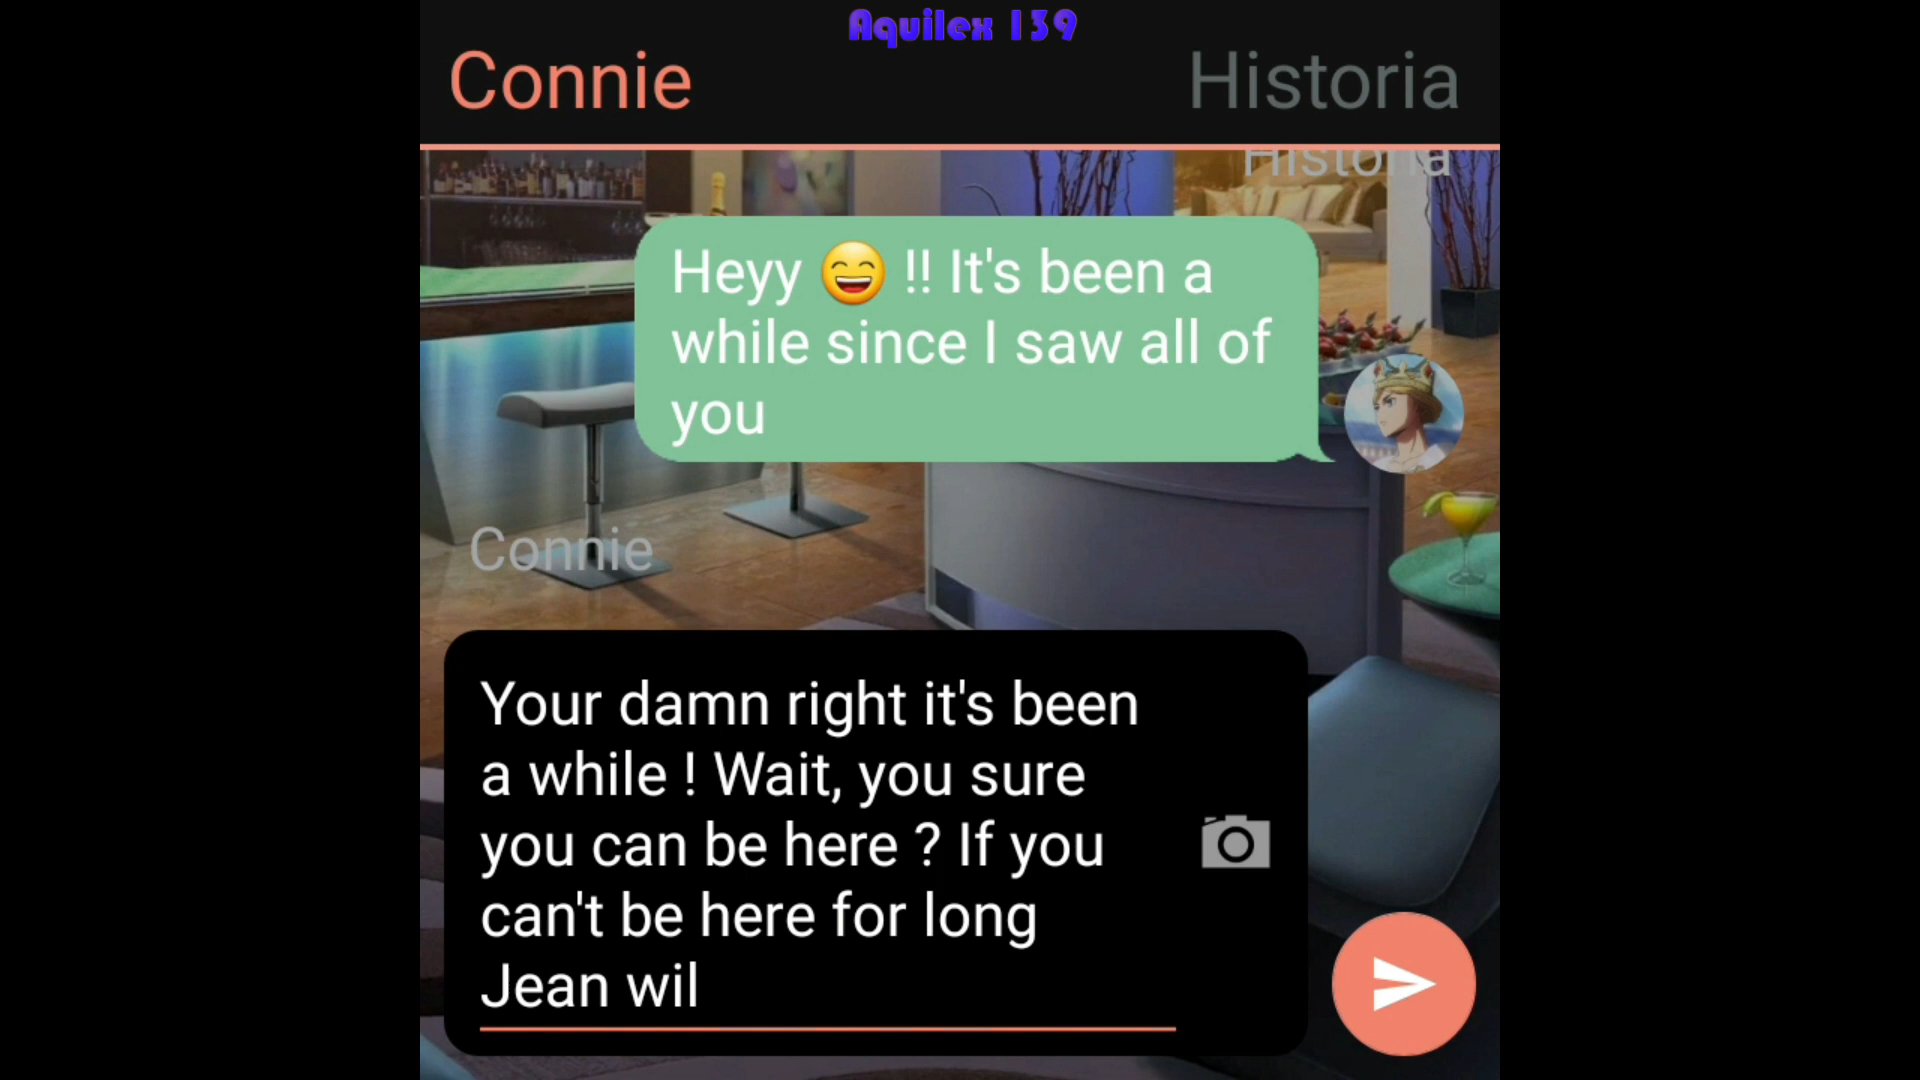 Aquilex 139
Connie
Historia
Historia
Heyy 😄 !! It's been a
while since I saw all of
you
Connie
Your damn right it's been
a while ! Wait, you sure
you can be here ? If you
can't be here for long
Jean wil